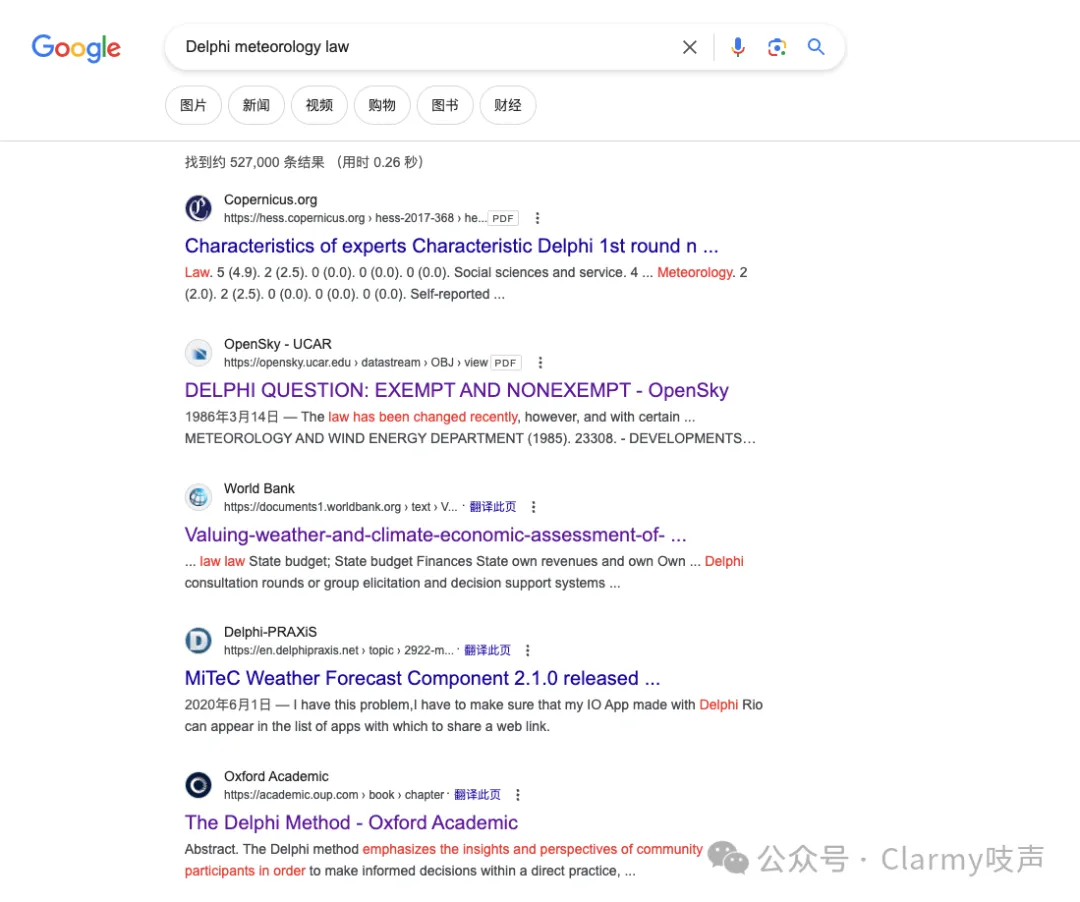 Google
Delphi meteorology law
图片
新闻
视频
购物
图书
财经
找到约 527,000 条结果 （用时 0.26 秒）
Copernicus.org
https://hess.copernicus.org › hess-2017-368 › he... PDF
Characteristics of experts Characteristic Delphi 1st round n ...
Law. 5 (4.9). 2 (2.5). 0 (0.0). 0 (0.0). 0 (0.0). Social sciences and service. 4 ... Meteorology. 2
(2.0). 2 (2.5). 0 (0.0). 0 (0.0). 0 (0.0). Self-reported ...
OpenSky - UCAR
https://opensky.ucar.edu › datastream › OBJ › view PDF
DELPHI QUESTION: EXEMPT AND NONEXEMPT - OpenSky
1986年3月14日 — The law has been changed recently, however, and with certain ...
METEOROLOGY AND WIND ENERGY DEPARTMENT (1985). 23308. - DEVELOPMENTS...
World Bank
https://documents1.worldbank.org › text › V... · 翻译此页
Valuing-weather-and-climate-economic-assessment-of- ...
... law law State budget; State budget Finances State own revenues and own Own ... Delphi
consultation rounds or group elicitation and decision support systems ...
Delphi-PRAXiS
https://en.delphipraxis.net › topic › 2922-m... · 翻译此页
MiTeC Weather Forecast Component 2.1.0 released ...
2020年6月1日 — I have this problem,I have to make sure that my IO App made with Delphi Rio
can appear in the list of apps with which to share a web link.
Oxford Academic
https://academic.oup.com › book › chapter · 翻译此页
The Delphi Method - Oxford Academic
Abstract. The Delphi method emphasizes the insights and perspectives of community
participants in order to make informed decisions within a direct practice, ...
公众号 · Clarmy吱声